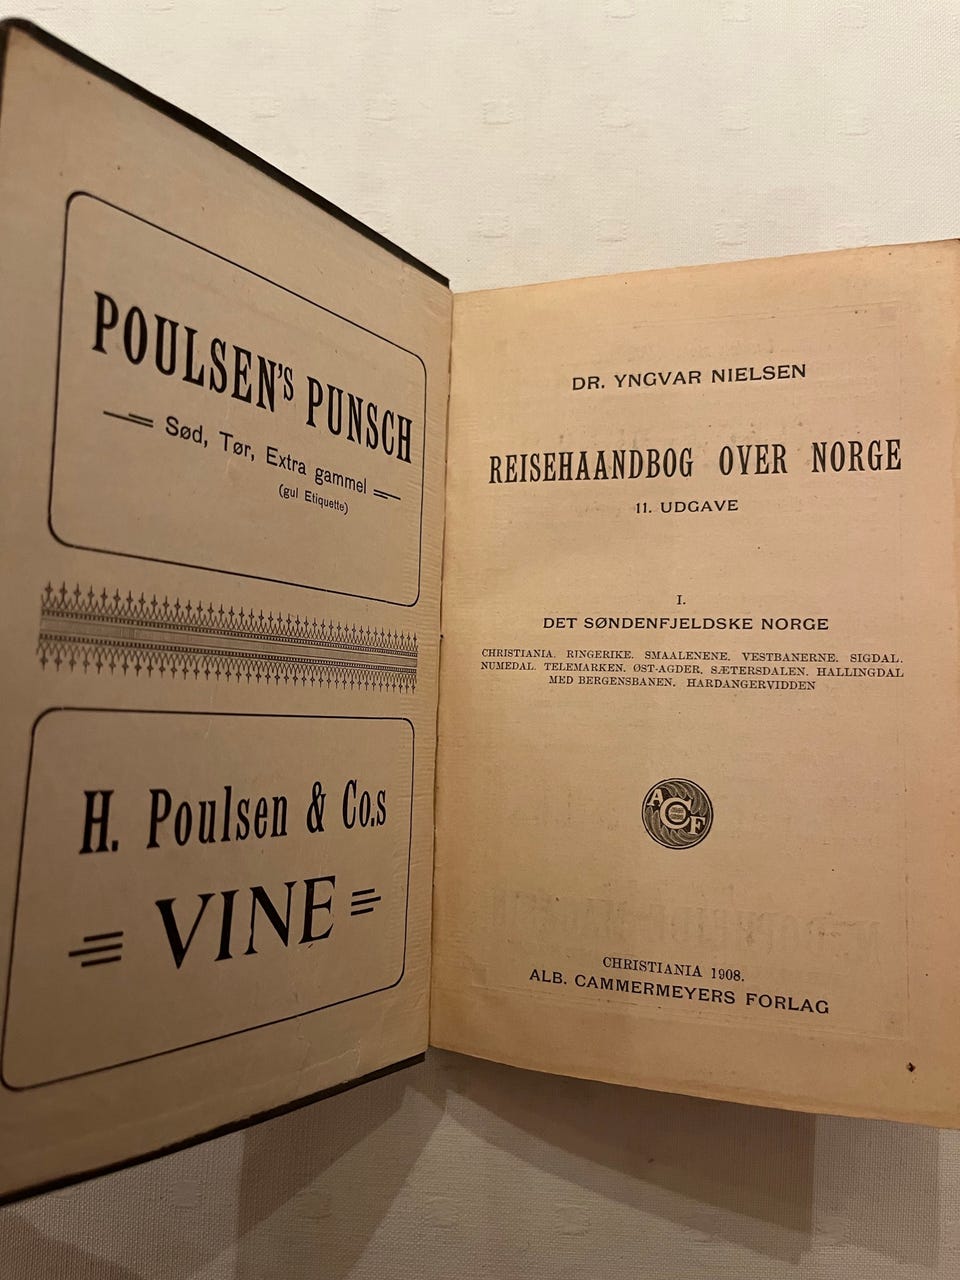 POULSEN'S PUNSCH
Sød, Tør, Extra gammel
(gul Etiquette)
H. Poulsen & Co.s
VINE
DR. YNGVAR NIELSEN
REISEHAANDBOG OVER NORGE
11. UDGAVE
I.
DET SØNDENFJELDSKE NORGE
CHRISTIANIA. RINGERIKE. SMAALENENE. VESTBANERNE. SIGDAL.
NUMEDAL. TELEMARKEN. ØST-AGDER. SÆTERSDALEN. HALLINGDAL
MED BERGENSBANEN. HARDANGERVIDDEN
ACF
CHRISTIANIA 1908.
ALB. CAMMERMEYERS FORLAG